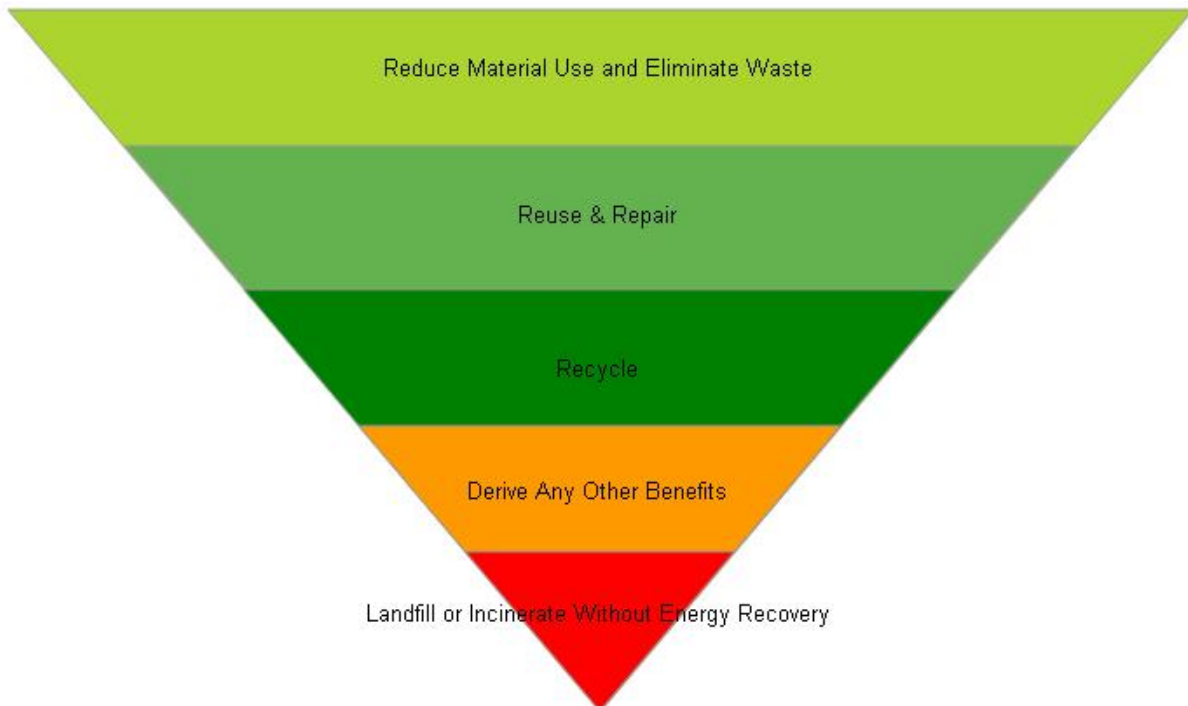 Reduce Material Use and Eliminate Waste
Reuse & Repair
Recycle
Derive Any Other Benefits
Landfill or Incinerate Without Energy Recovery